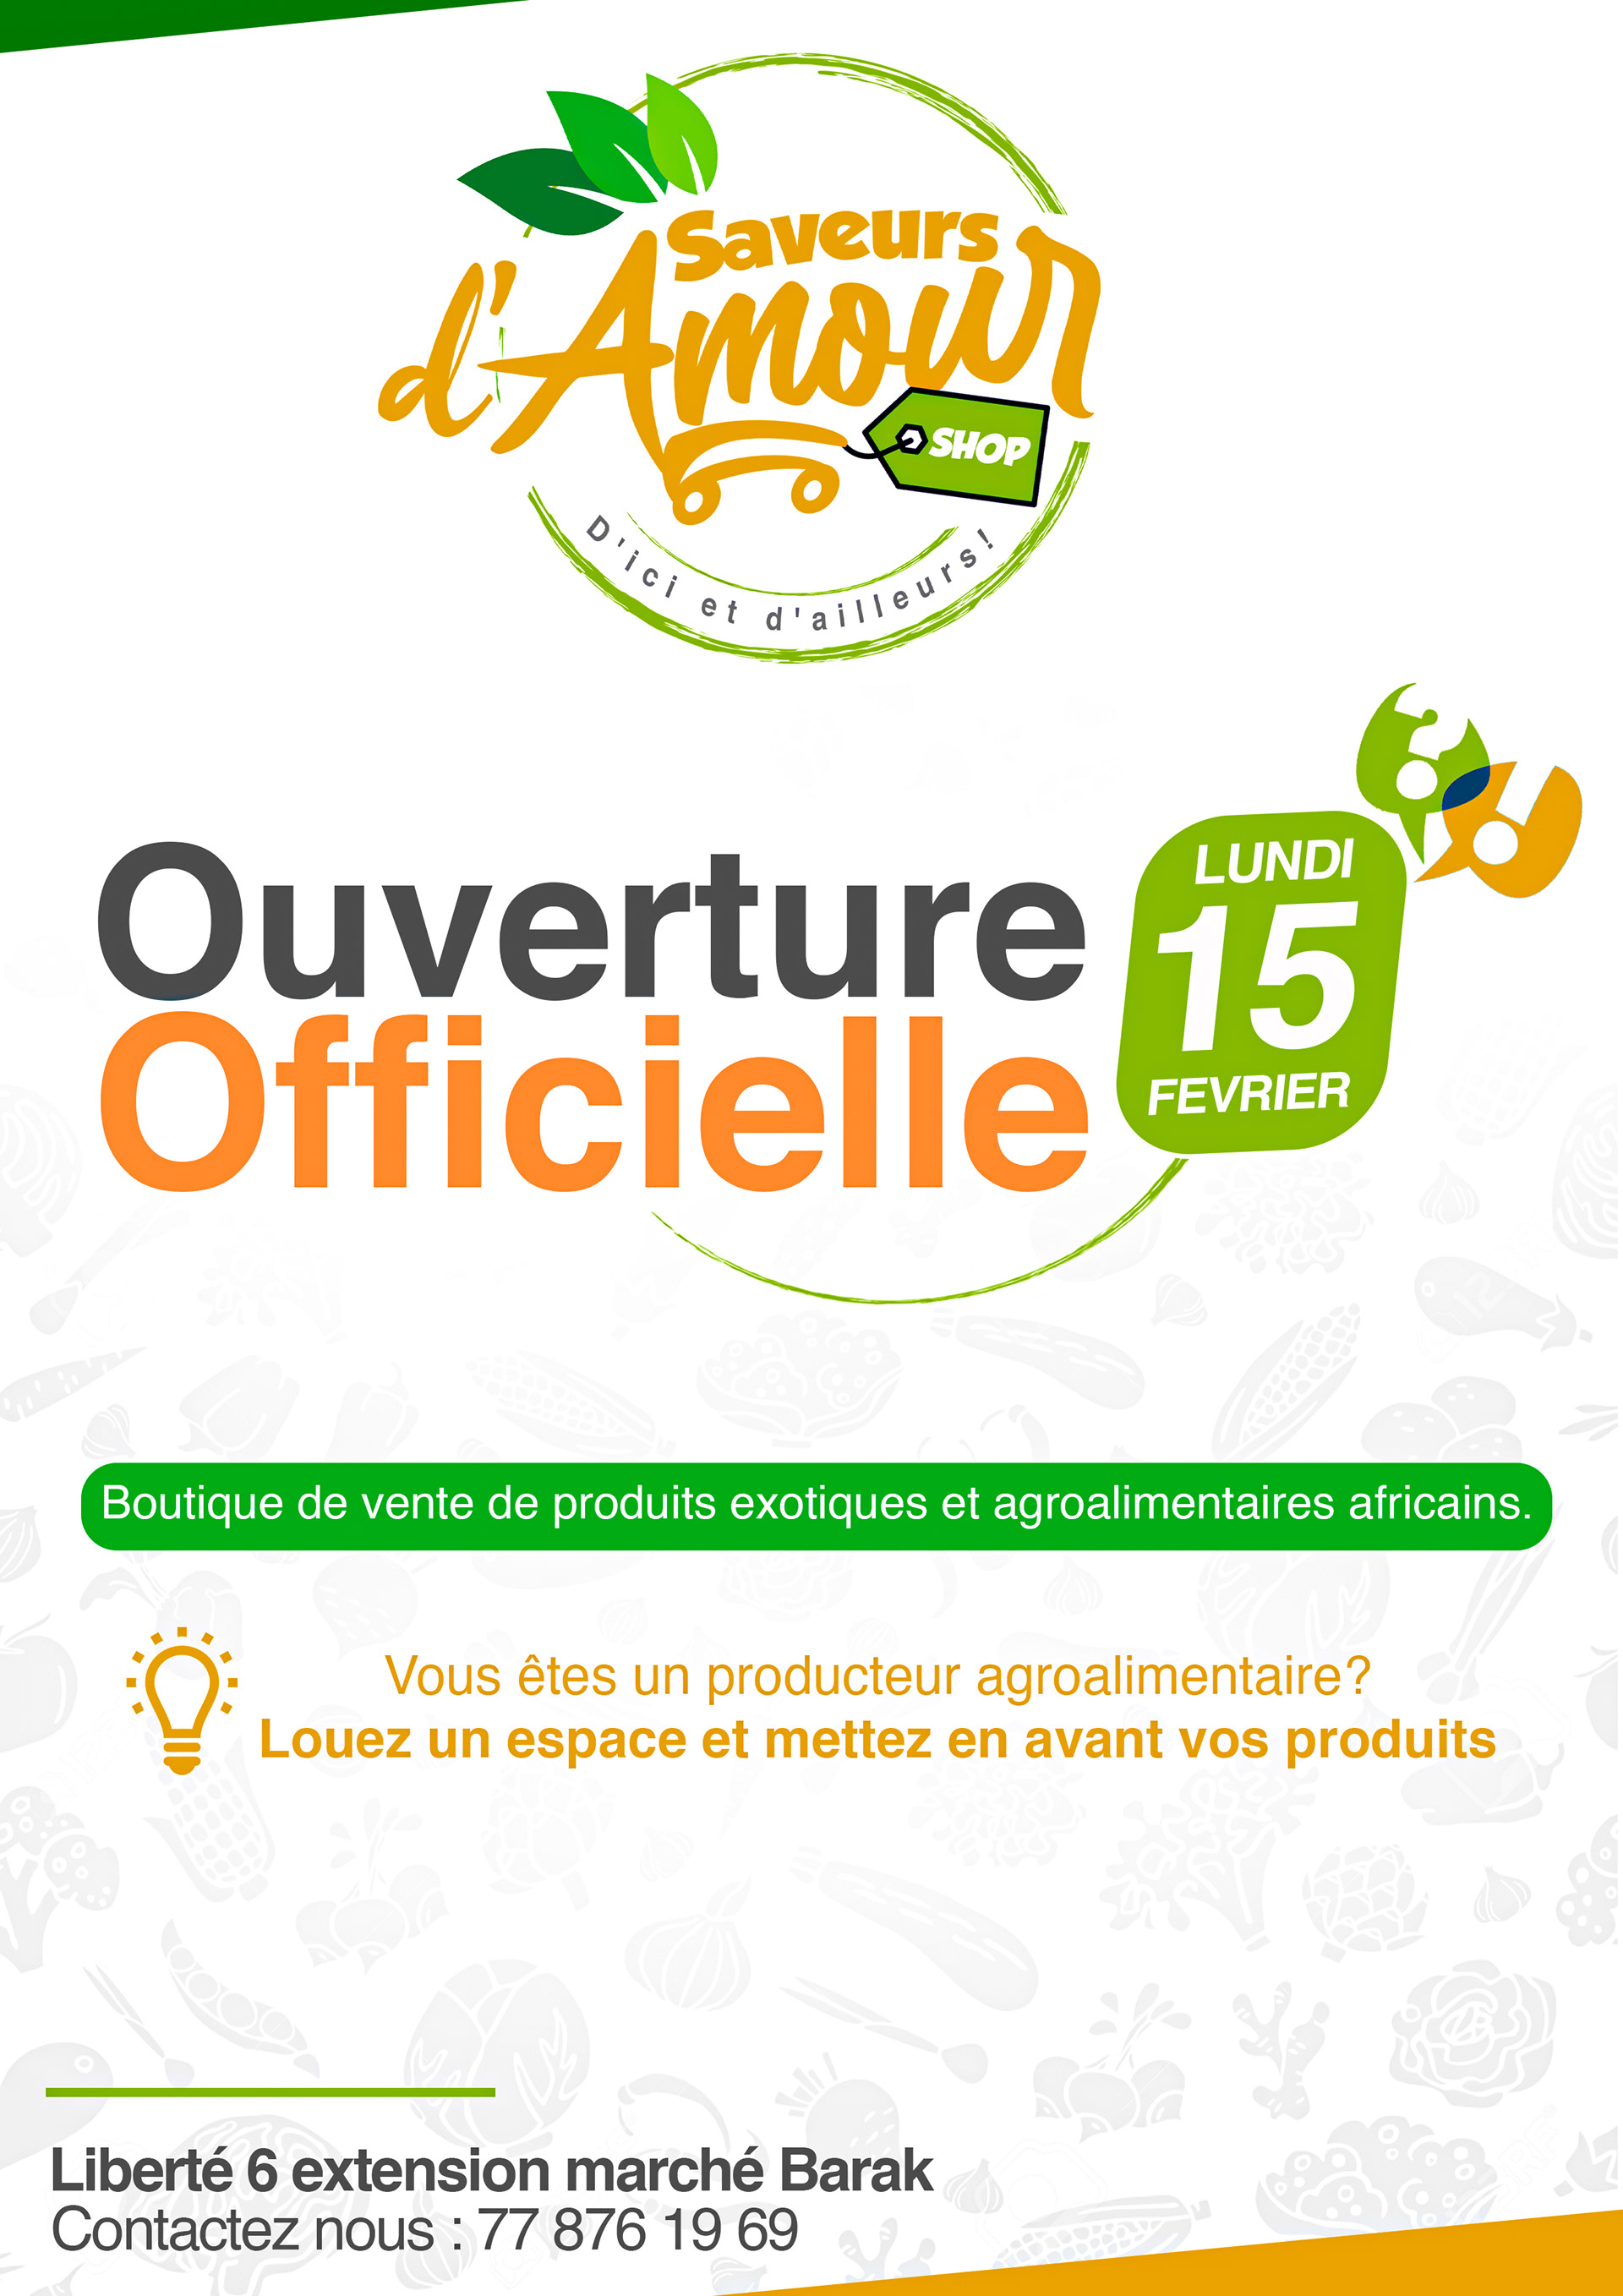 Saveurs
d'Amour
SHOP
D'ici et d'ailleurs!
Ouverture
Officielle
LUNDI
15
FEVRIER
Boutique de vente de produits exotiques et agroalimentaires africains.
Vous êtes un producteur agroalimentaire?
Louez un espace et mettez en avant vos produits
Liberté 6 extension marché Barak
Contactez nous : 77 876 19 69